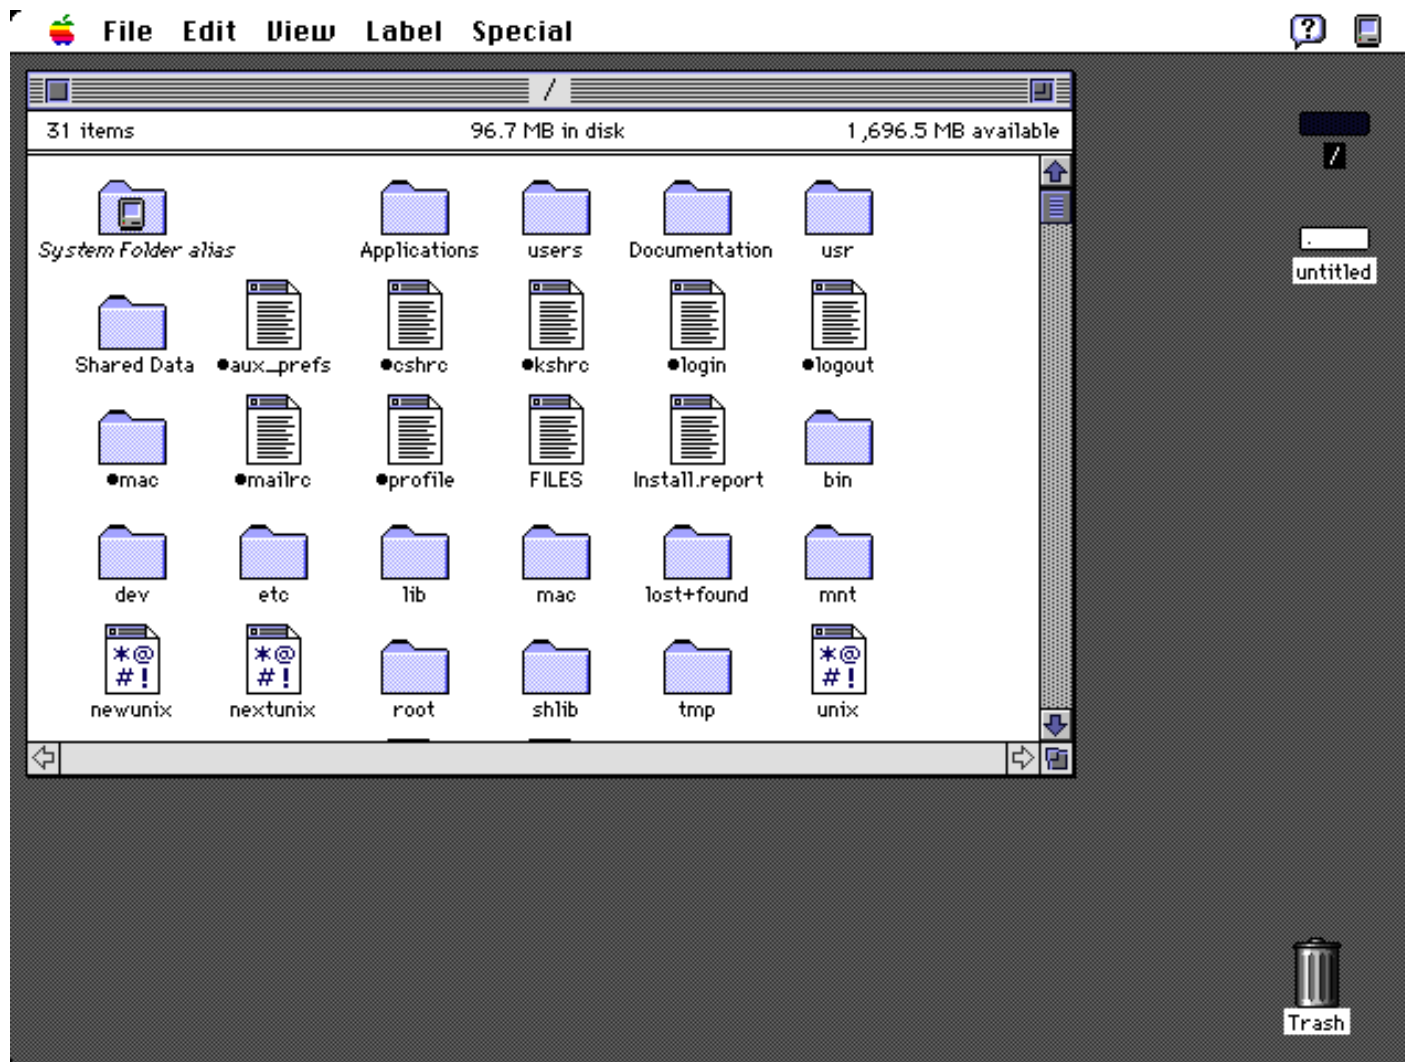 File Edit View Label Special
/
31 items 96.7 MB in disk 1,696.5 MB available
System Folder alias Applications users Documentation usr
Shared Data •aux_prefs •cshrc •kshrc •login •logout
•mac •mailrc •profile FILES Install.report bin
dev etc lib mac lost+found mnt
*@ *@ *@
#! #! #!
newunix nextunix root shlib tmp unix
/
untitled
Trash